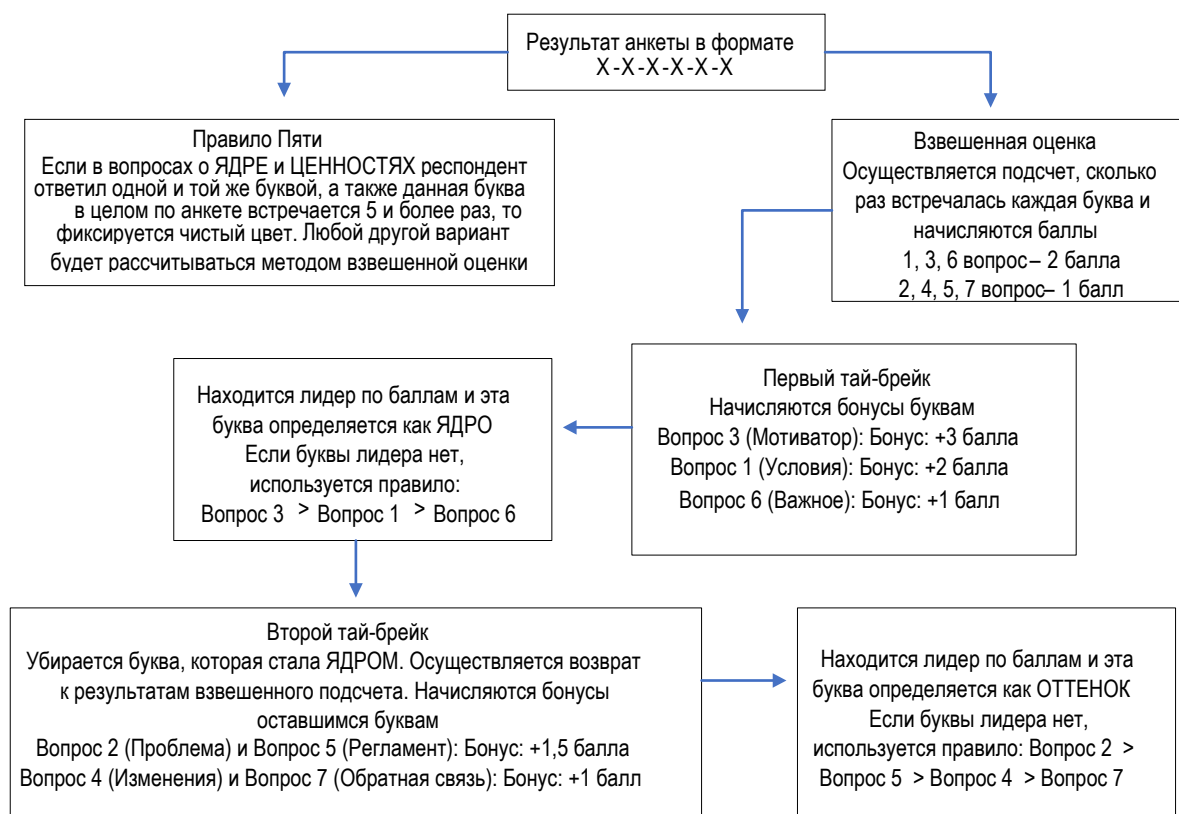 Результат анкеты в формате
X -X -X -X -X -X
Правило Пяти
Если в вопросах о ЯДРЕ и ЦЕННОСТЯХ респондент
ответил одной и той же буквой, а также данная буква
в целом по анкете встречается 5 и более раз, то
фиксируется чистый цвет. Любой другой вариант
будет рассчитываться методом взвешенной оценки
Взвешенная оценка
Осуществляется подсчет, сколько
раз встречалась каждая буква и
начисляются баллы
1, 3, 6 вопрос – 2 балла
2, 4, 5, 7 вопрос– 1 балл
Первый тай-брейк
Начисляются бонусы буквам
Вопрос 3 (Мотиватор): Бонус: +3 балла
Вопрос 1 (Условия): Бонус: +2 балла
Вопрос 6 (Важное): Бонус: +1 балл
Находится лидер по баллам и эта
буква определяется как ЯДРО
Если буквы лидера нет,
используется правило:
Вопрос 3 > Вопрос 1 > Вопрос 6
Второй тай-брейк
Убирается буква, которая стала ЯДРОМ. Осуществляется возврат
к результатам взвешенного подсчета. Начисляются бонусы
оставшимся буквам
Вопрос 2 (Проблема) и Вопрос 5 (Регламент): Бонус: +1,5 балла
Вопрос 4 (Изменения) и Вопрос 7 (Обратная связь): Бонус: +1 балл
Находится лидер по баллам и эта
буква определяется как ОТТЕНОК
Если буквы лидера нет,
используется правило: Вопрос 2 >
Вопрос 5 > Вопрос 4 > Вопрос 7